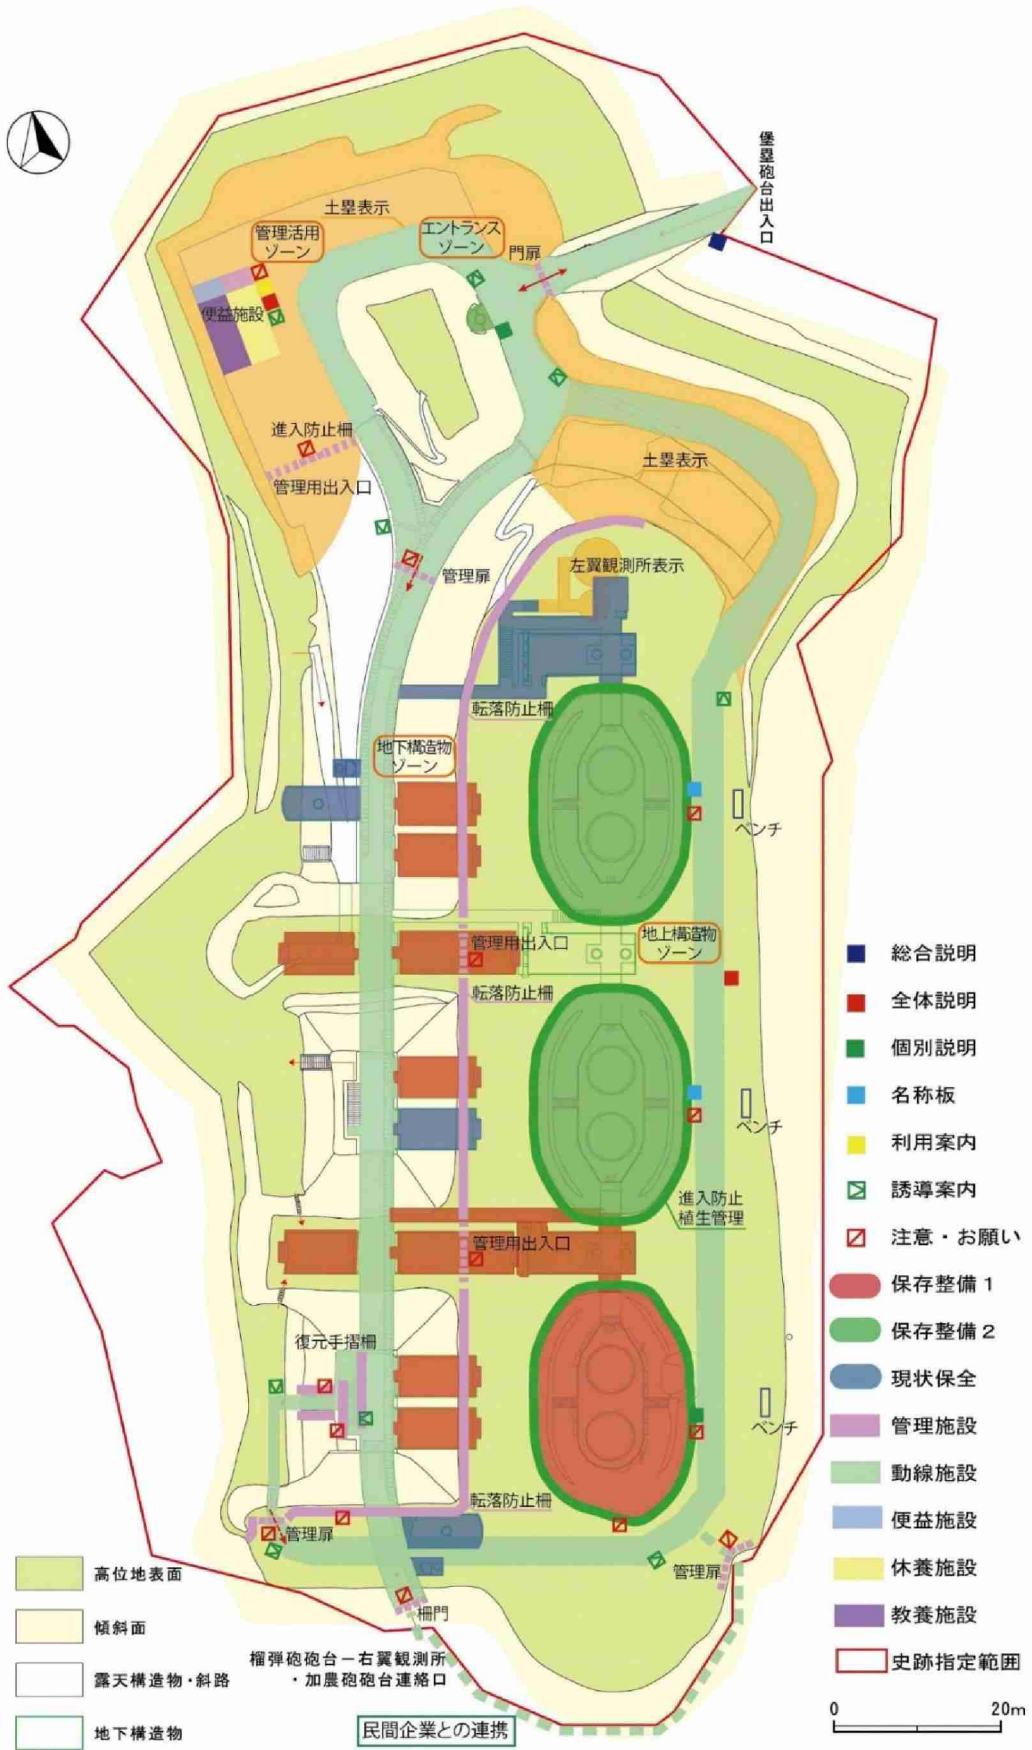 堡塁砲台出入口
土塁表示
管理活用
ゾーン
エントランス
ゾーン
門扉
便益施設
進入防止柵
管理用出入口
土塁表示
管理扉
左翼観測所表示
転落防止柵
地下構造物
ゾーン
ベンチ
管理用出入口
地上構造物
ゾーン
転落防止柵
ベンチ
進入防止
植生管理
管理用出入口
復元手摺柵
ベンチ
転落防止柵
管理扉
管理扉
柵門
榴弾砲砲台－右翼観測所
・加農砲砲台連絡口
民間企業との連携
総合説明
全体説明
個別説明
名称板
利用案内
誘導案内
注意・お願い
保存整備１
保存整備２
現状保全
管理施設
動線施設
便益施設
休養施設
教養施設
史跡指定範囲
0 20m
高位地表面
傾斜面
露天構造物・斜路
地下構造物